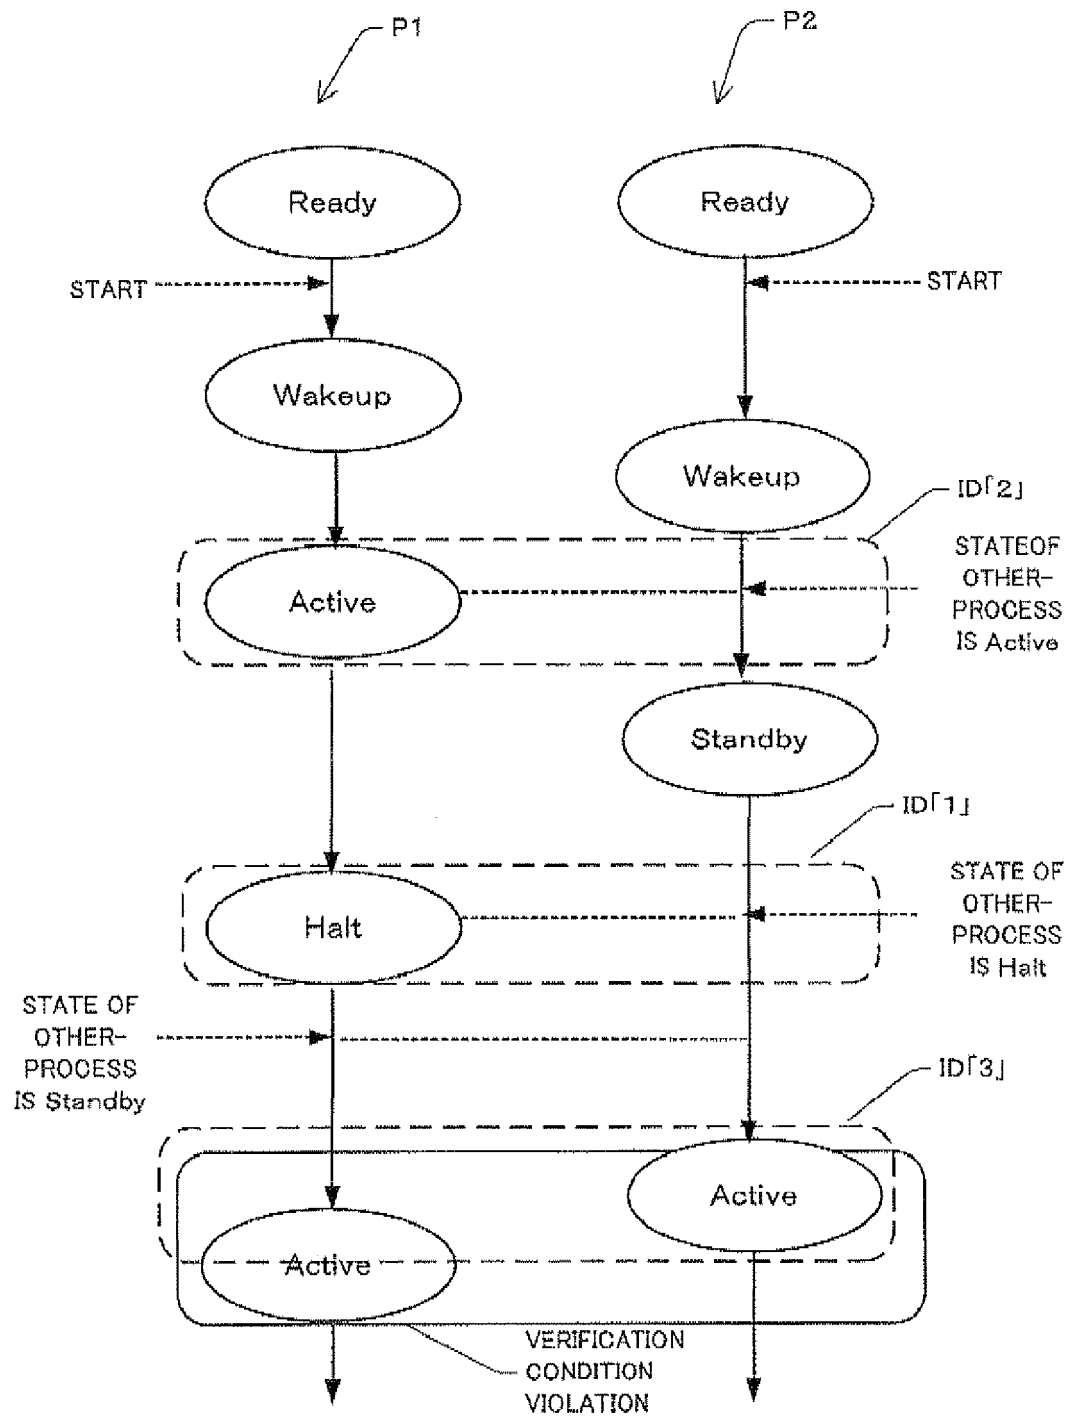 P1
P2
Ready
Ready
START
START
Wakeup
Wakeup
ID「2」
STATEOF
OTHER-
PROCESS
IS Active
Active
Standby
ID「1」
STATE OF
OTHER-
PROCESS
IS Halt
Halt
STATE OF
OTHER-
PROCESS
IS Standby
ID「3」
Active
Active
VERIFICATION
CONDITION
VIOLATION